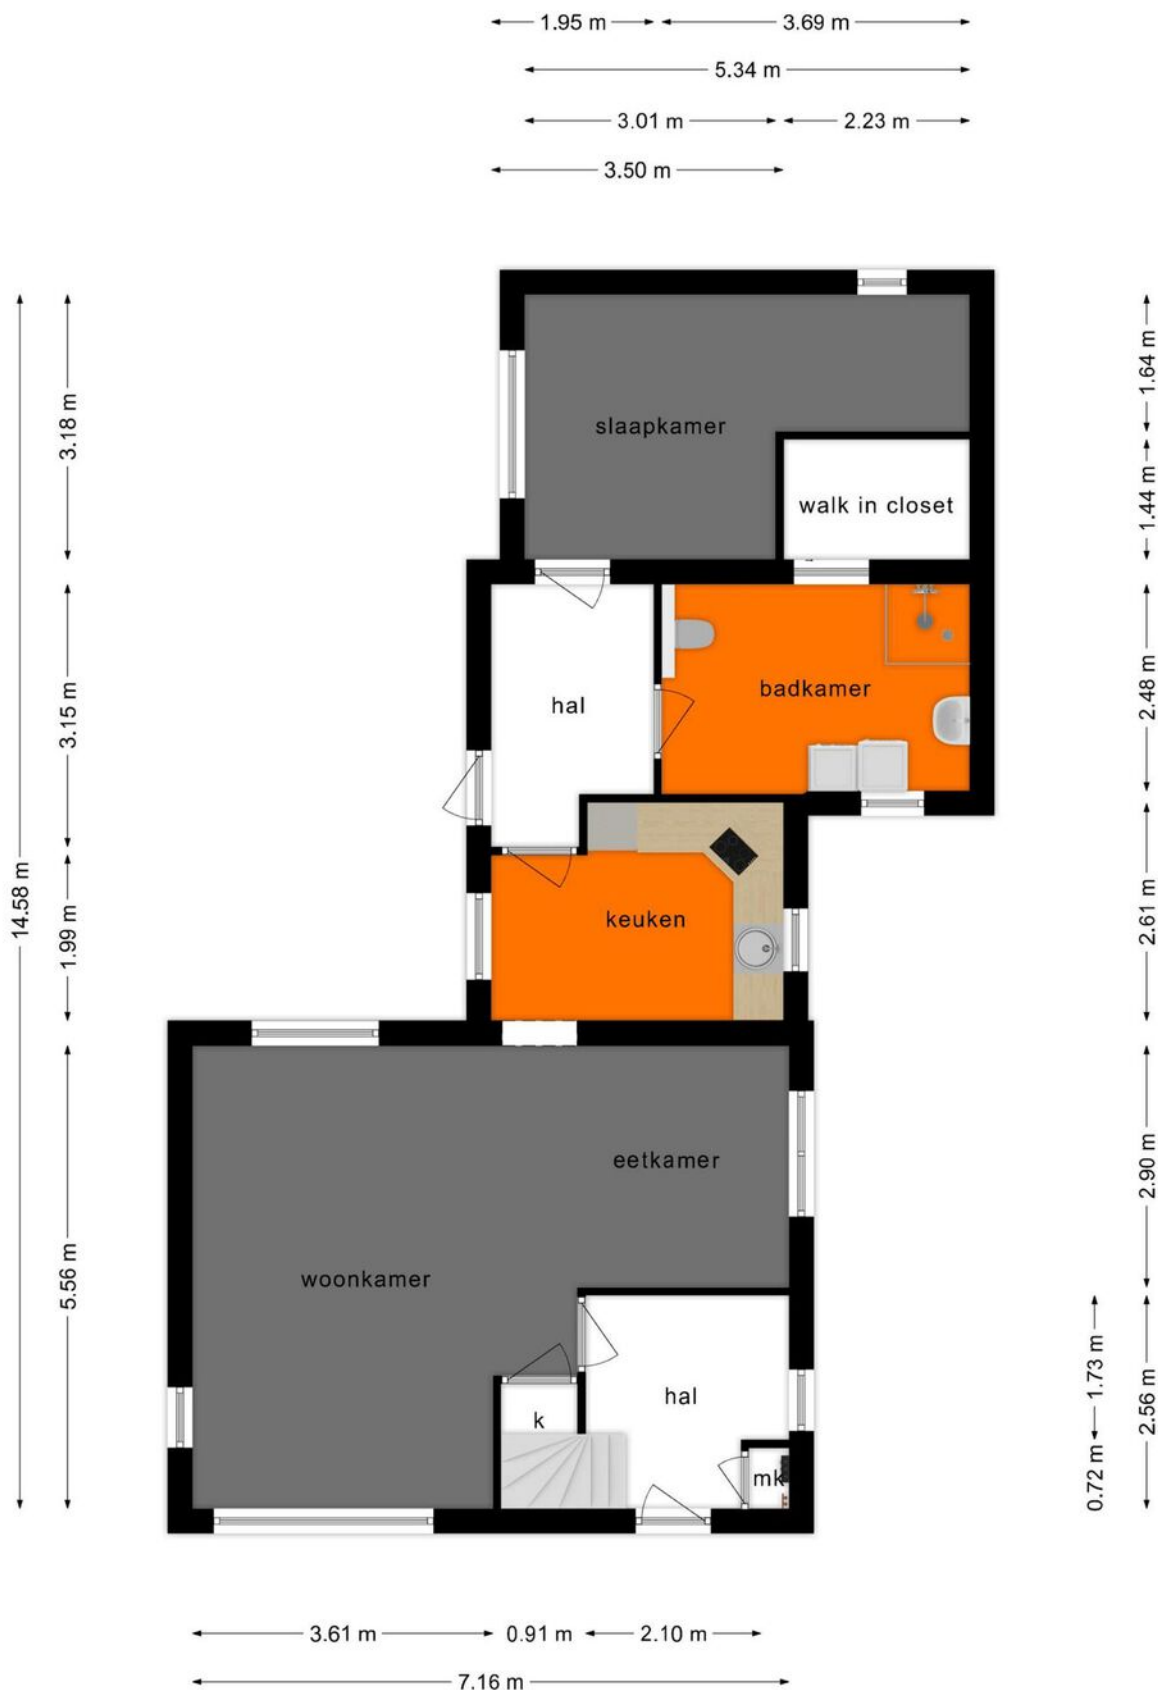 1.95 m
3.69 m
5.34 m
3.01 m
2.23 m
3.50 m
14.58 m
3.18 m
3.15 m
1.99 m
5.56 m
slaapkamer
walk in closet
hal
badkamer
keuken
eetkamer
woonkamer
hal
k
mk
1.64 m
1.44 m
2.48 m
2.61 m
2.90 m
1.73 m
2.56 m
0.72 m
3.61 m
0.91 m
2.10 m
7.16 m